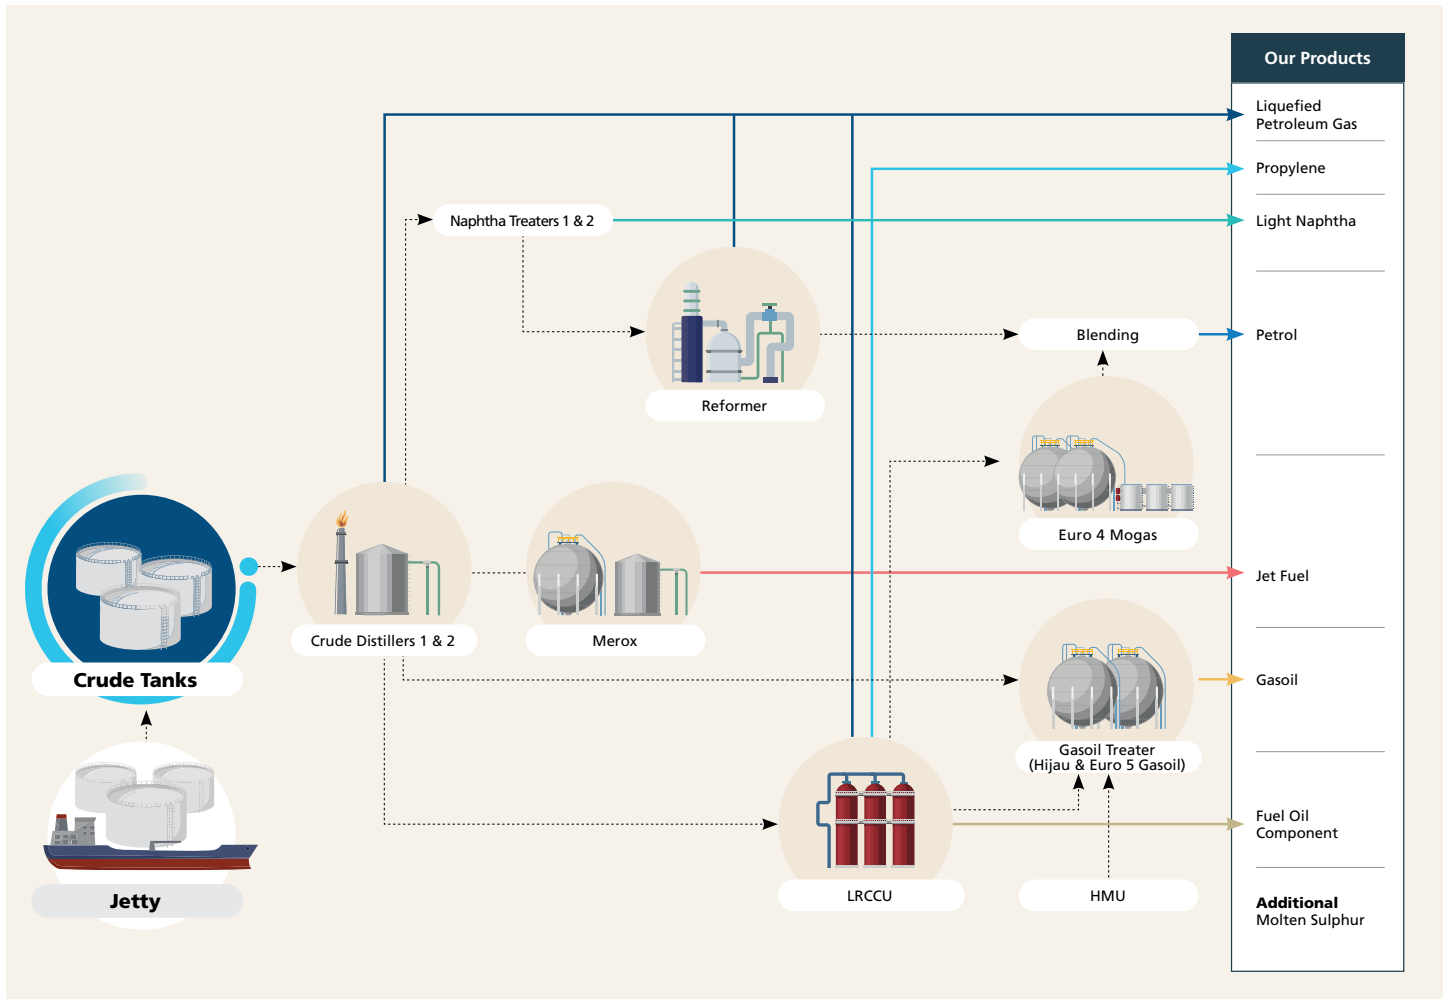 Our Products
Liquefied
Petroleum Gas
Propylene
Naphtha Treaters 1 & 2
Light Naphtha
Blending
Petrol
Reformer
Euro 4 Mogas
Jet Fuel
Crude Distillers 1 & 2
Merox
Crude Tanks
Gasoil
Gasoil Treater
(Hijau & Euro 5 Gasoil)
Fuel Oil
Component
Jetty
LRCCU
HMU
Additional
Molten Sulphur